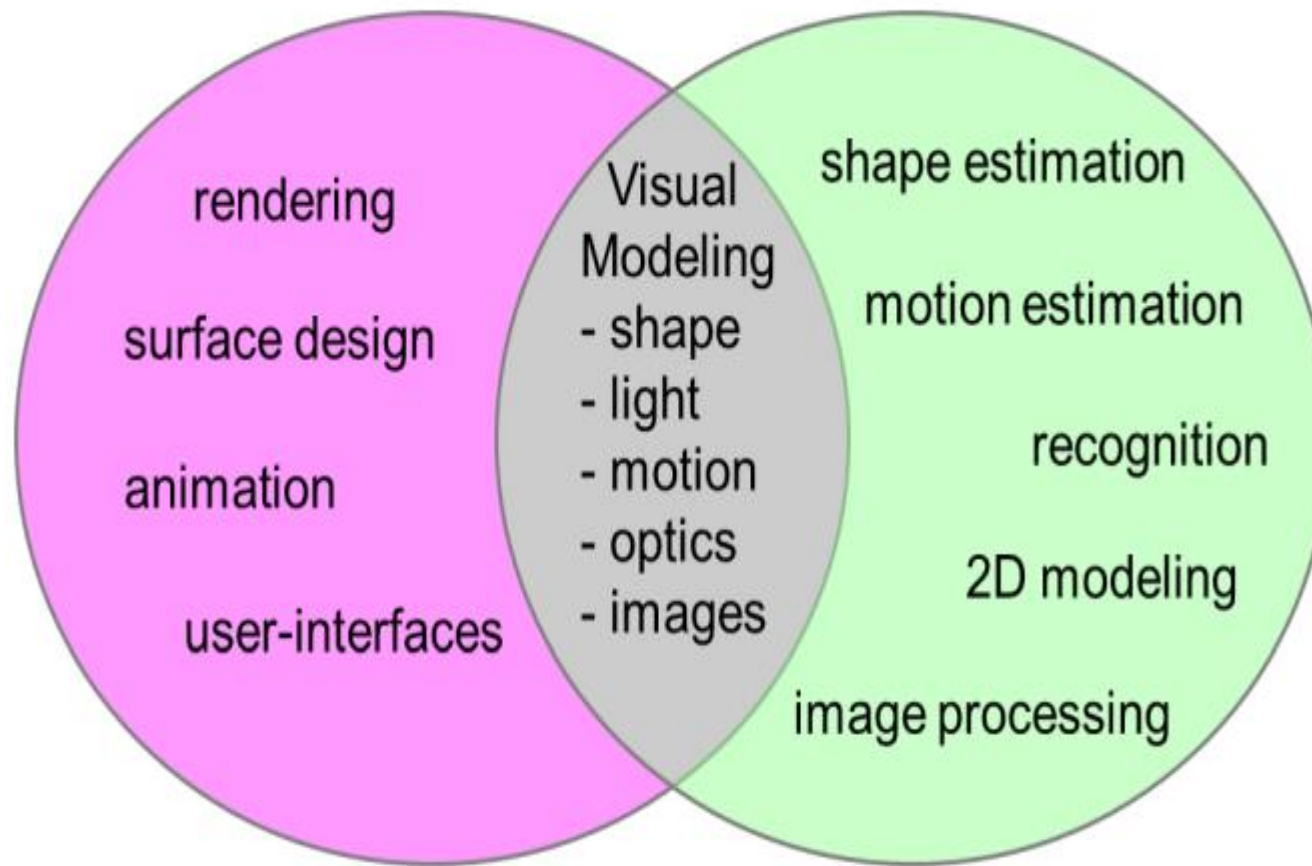 rendering
surface design
animation
user-interfaces
Visual
Modeling
- shape
- light
- motion
- optics
- images
shape estimation
motion estimation
recognition
2D modeling
image processing